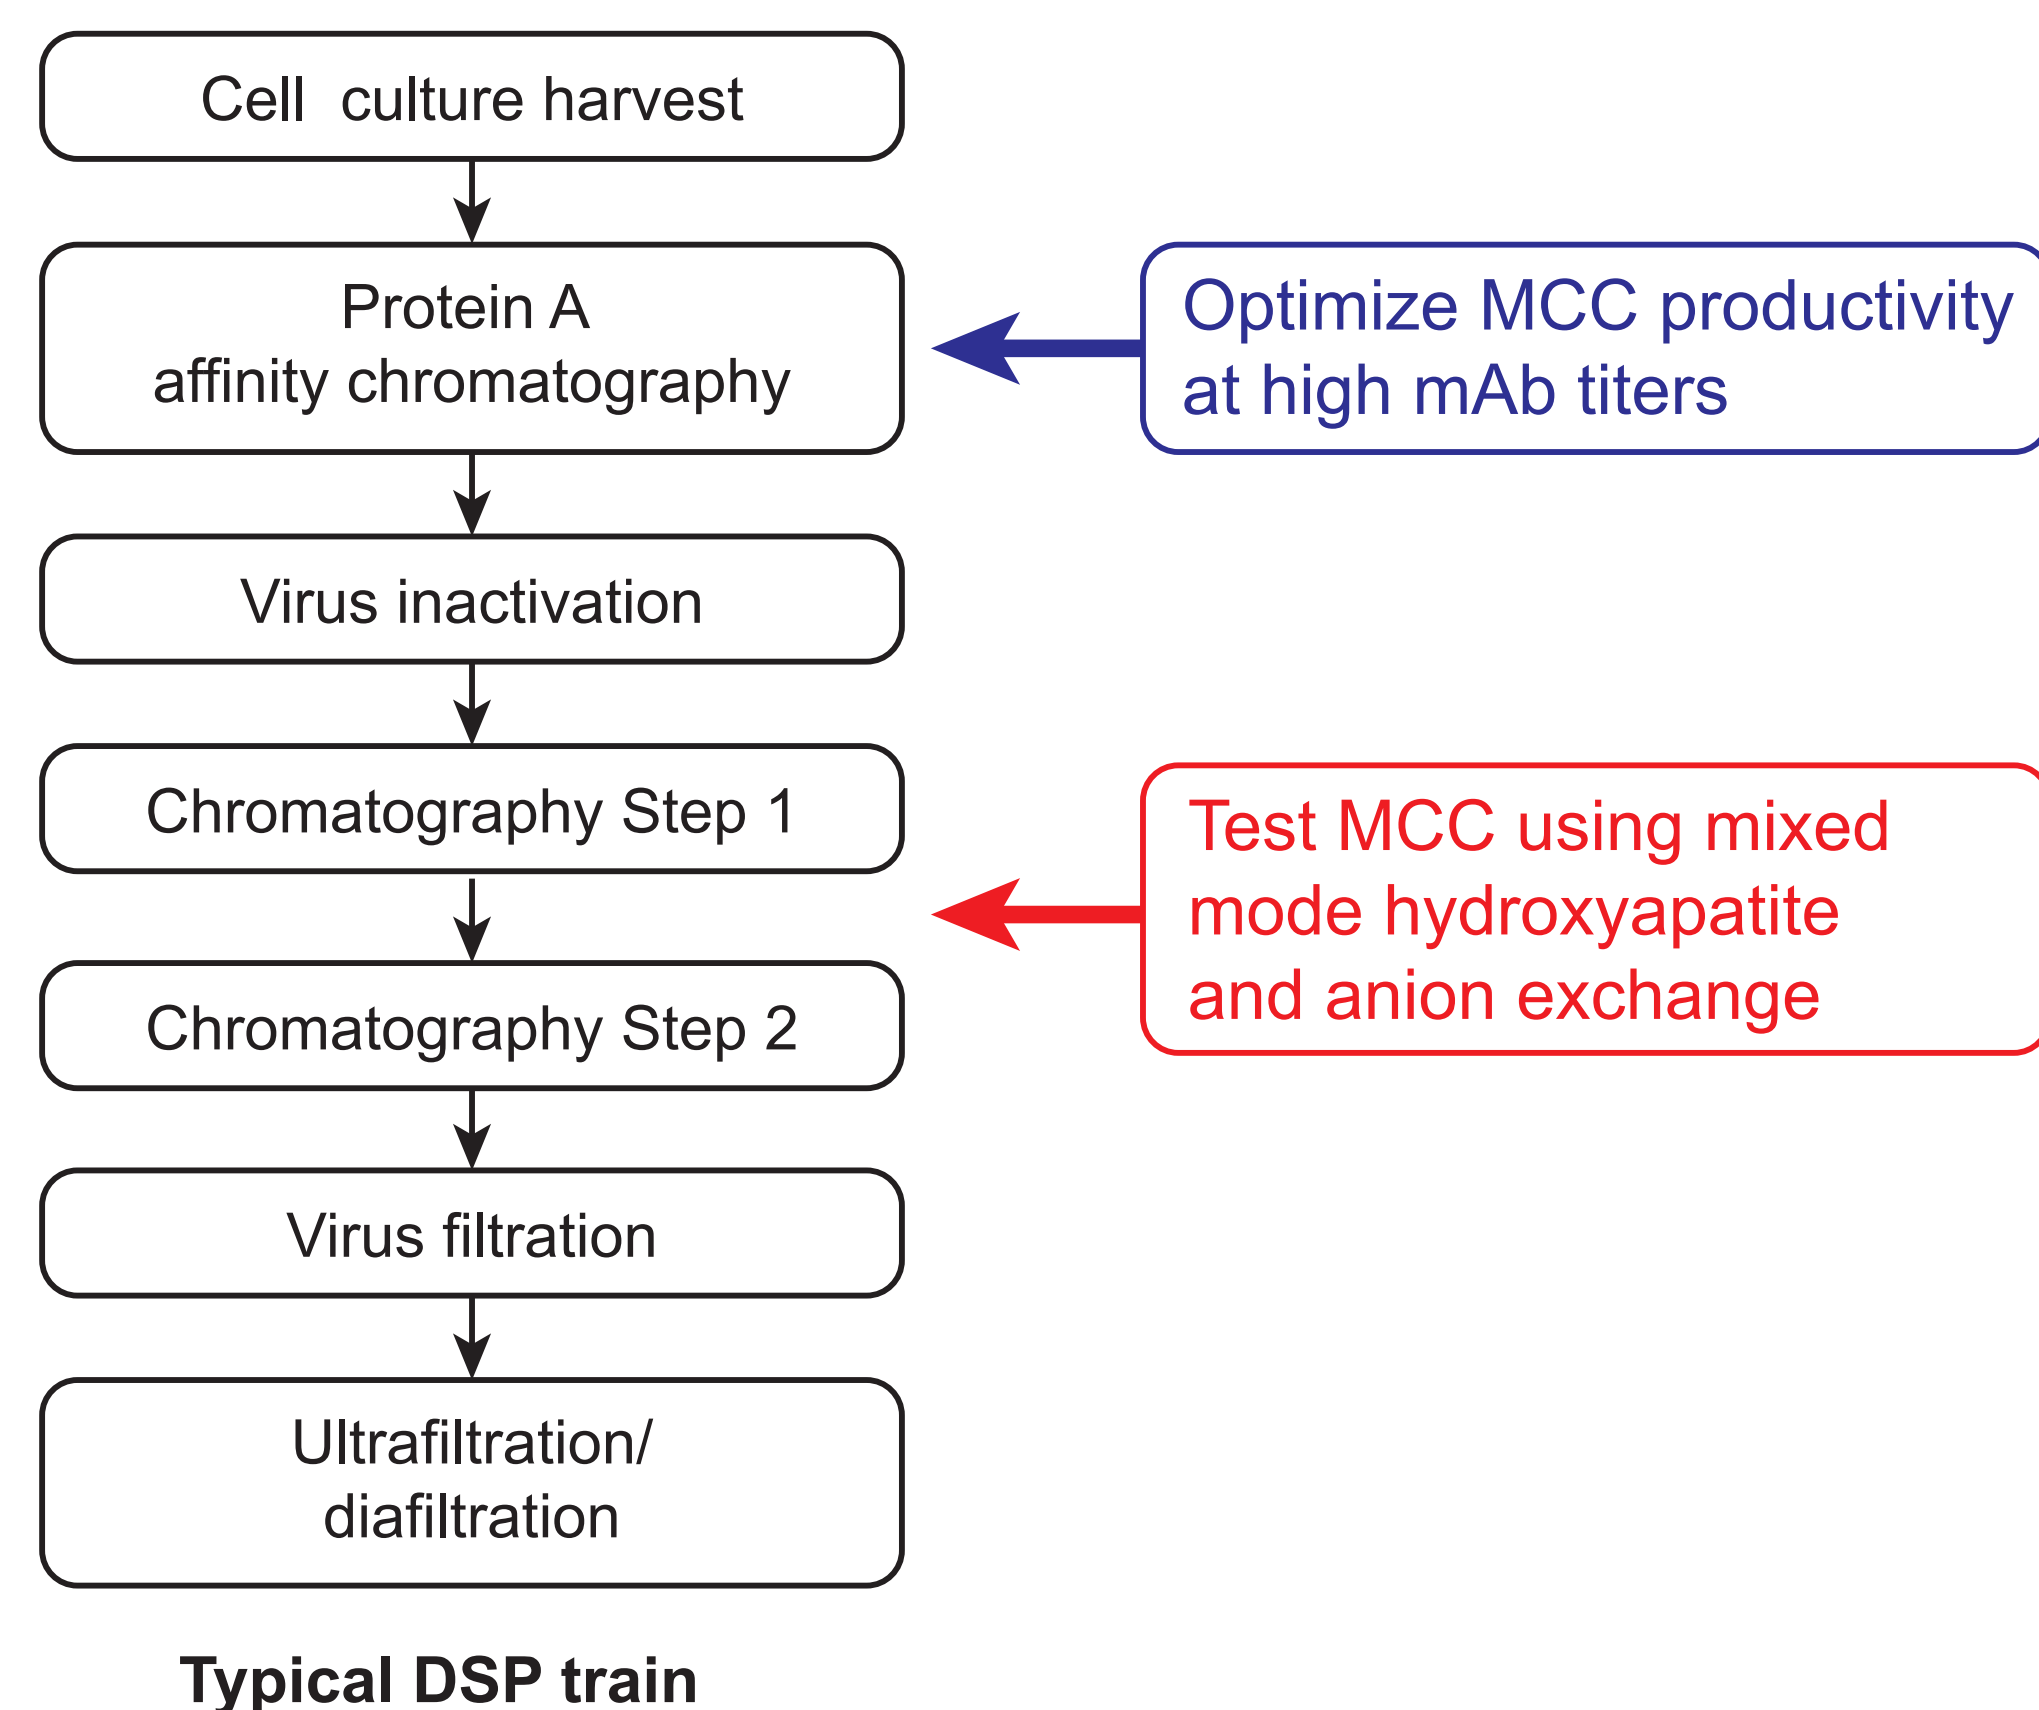 Cell culture harvest
Protein A
affinity chromatography
Optimize MCC productivity
at high mAb titers
Virus inactivation
Chromatography Step 1
Test MCC using mixed
mode hydroxyapatite
and anion exchange
Chromatography Step 2
Virus filtration
Ultrafiltration/
diafiltration
Typical DSP train